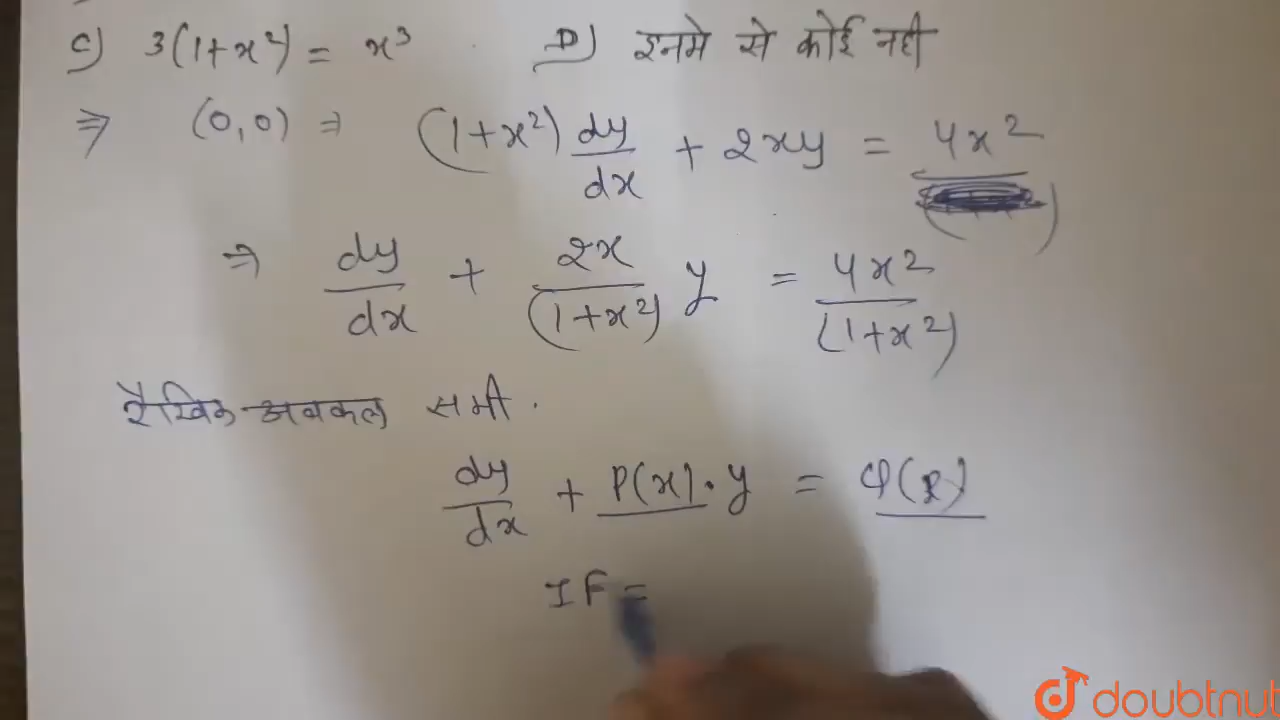 C) 3(1+x²) = x³ D) इनमे से कोई नही
⇒ (0,0) ⇒ (1+x²) dy/dx + 2xy = 4x²
⇒ dy/dx + 2x/(1+x²) y = 4x²/(1+x²)
रैखिक अवकल समी.
dy/dx + P(x).y = Q(x)
IF =
doubtnut